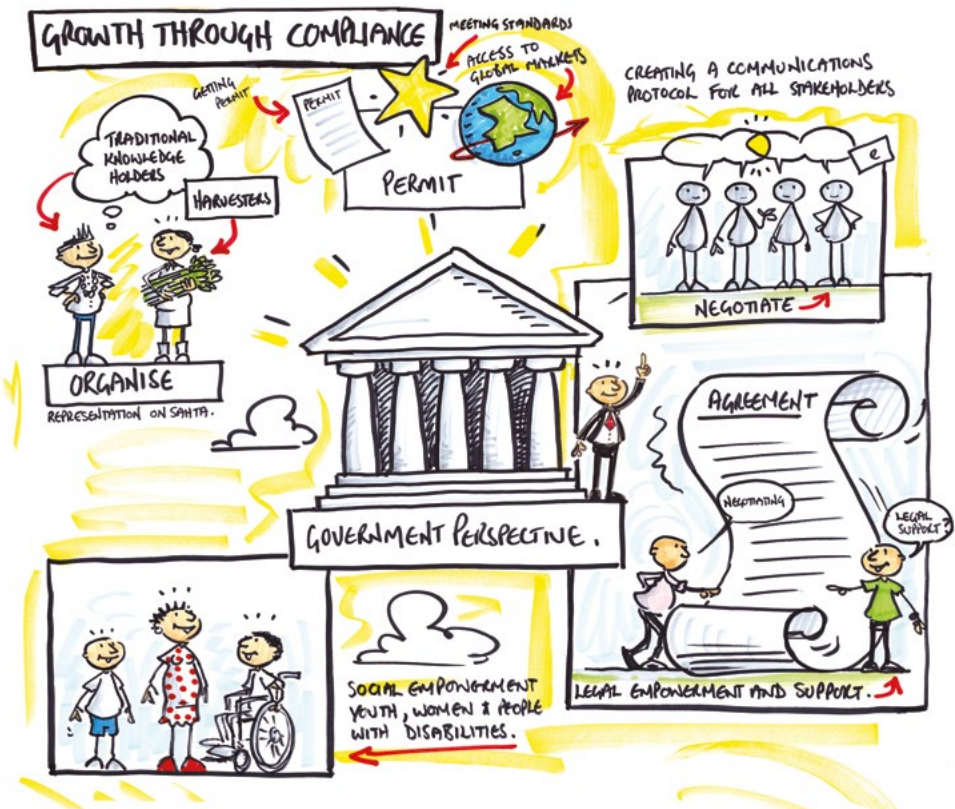 GROWTH THROUGH COMPLIANCE
MEETING STANDARDS
ACCESS TO
GLOBAL MARKETS
GETTING
PERMIT
PERMIT
PERMIT
CREATING A COMMUNICATIONS
PROTOCOL FOR ALL STAKEHOLDERS
e
NEGOTIATE
TRADITIONAL
KNOWLEDGE
HOLDERS
HARVESTERS
ORGANISE
REPRESENTATION ON SAHTA.
GOVERNMENT PERSPECTIVE.
AGREEMENT
NEGOTIATING
LEGAL
SUPPORT?
LEGAL EMPOWERMENT AND SUPPORT.
SOCIAL EMPOWERMENT
YOUTH, WOMEN & PEOPLE
WITH DISABILITIES.